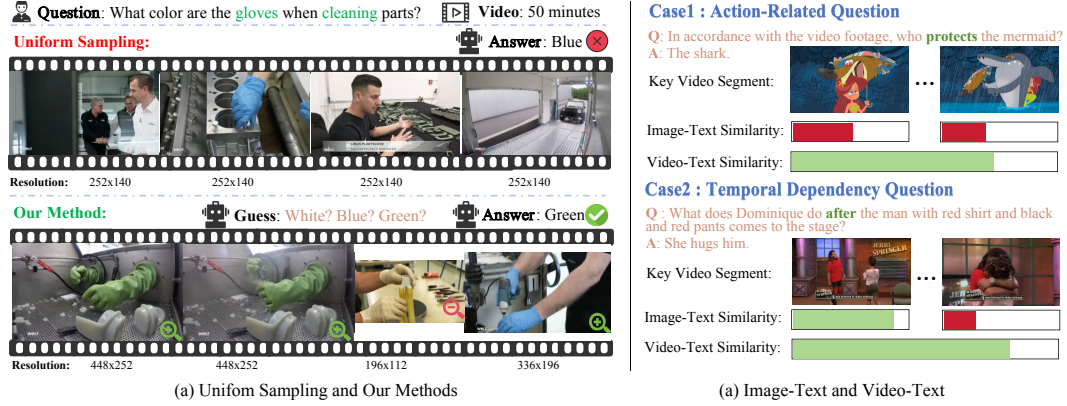 Question: What color are the gloves when cleaning parts?
Video: 50 minutes
Uniform Sampling:
Answer: Blue
Resolution: 252x140 252x140 252x140 252x140
Our Method:
Guess: White? Blue? Green?
Answer: Green
WELT
WELT
WELT
Resolution: 448x252 448x252 196x112 336x196
(a) Unifom Sampling and Our Methods
Case1 : Action-Related Question
Q: In accordance with the video footage, who protects the mermaid?
A: The shark.
Key Video Segment:
...
Image-Text Similarity:
Video-Text Similarity:
Case2 : Temporal Dependency Question
Q : What does Dominique do after the man with red shirt and black
and red pants comes to the stage?
A: She hugs him.
Key Video Segment:
JERRY
SPRINGER
...
Image-Text Similarity:
Video-Text Similarity:
(a) Image-Text and Video-Text